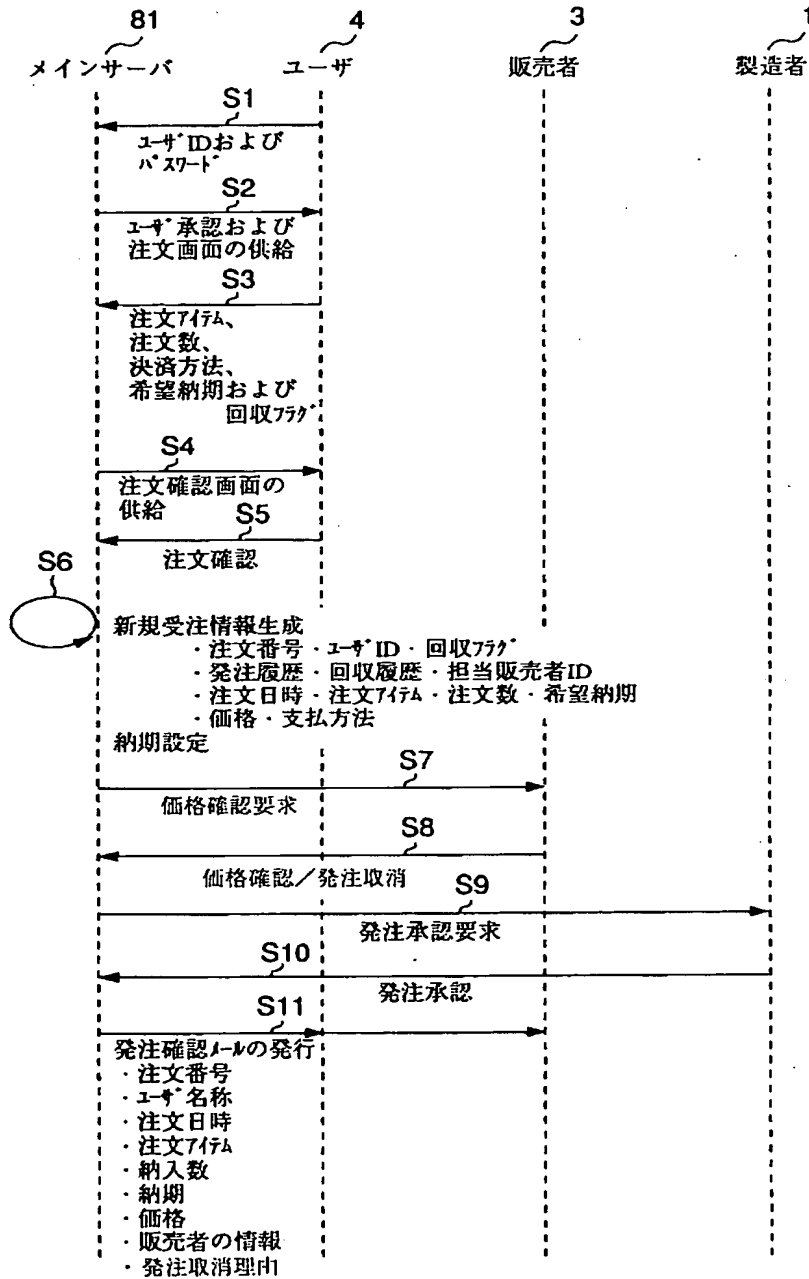 81
4
3
1
メインサーバ
ユーザ
販売者
製造者
S1
ユーザIDおよび
パスワード
S2
ユーザ承認および
注文画面の供給
S3
注文アイテム、
注文数、
決済方法、
希望納期および
回収フラグ
S4
注文確認画面の
供給
S5
注文確認
S6
新規受注情報生成
・注文番号・ユーザID・回収フラグ
・発注履歴・回収履歴・担当販売者ID
・注文日時・注文アイテム・注文数・希望納期
・価格・支払方法
納期設定
S7
価格確認要求
S8
価格確認／発注取消
S9
発注承認要求
S10
発注承認
S11
発注確認メールの発行
・注文番号
・ユーザ名称
・注文日時
・注文アイテム
・納入数
・納期
・価格
・販売者の情報
・発注取消理由